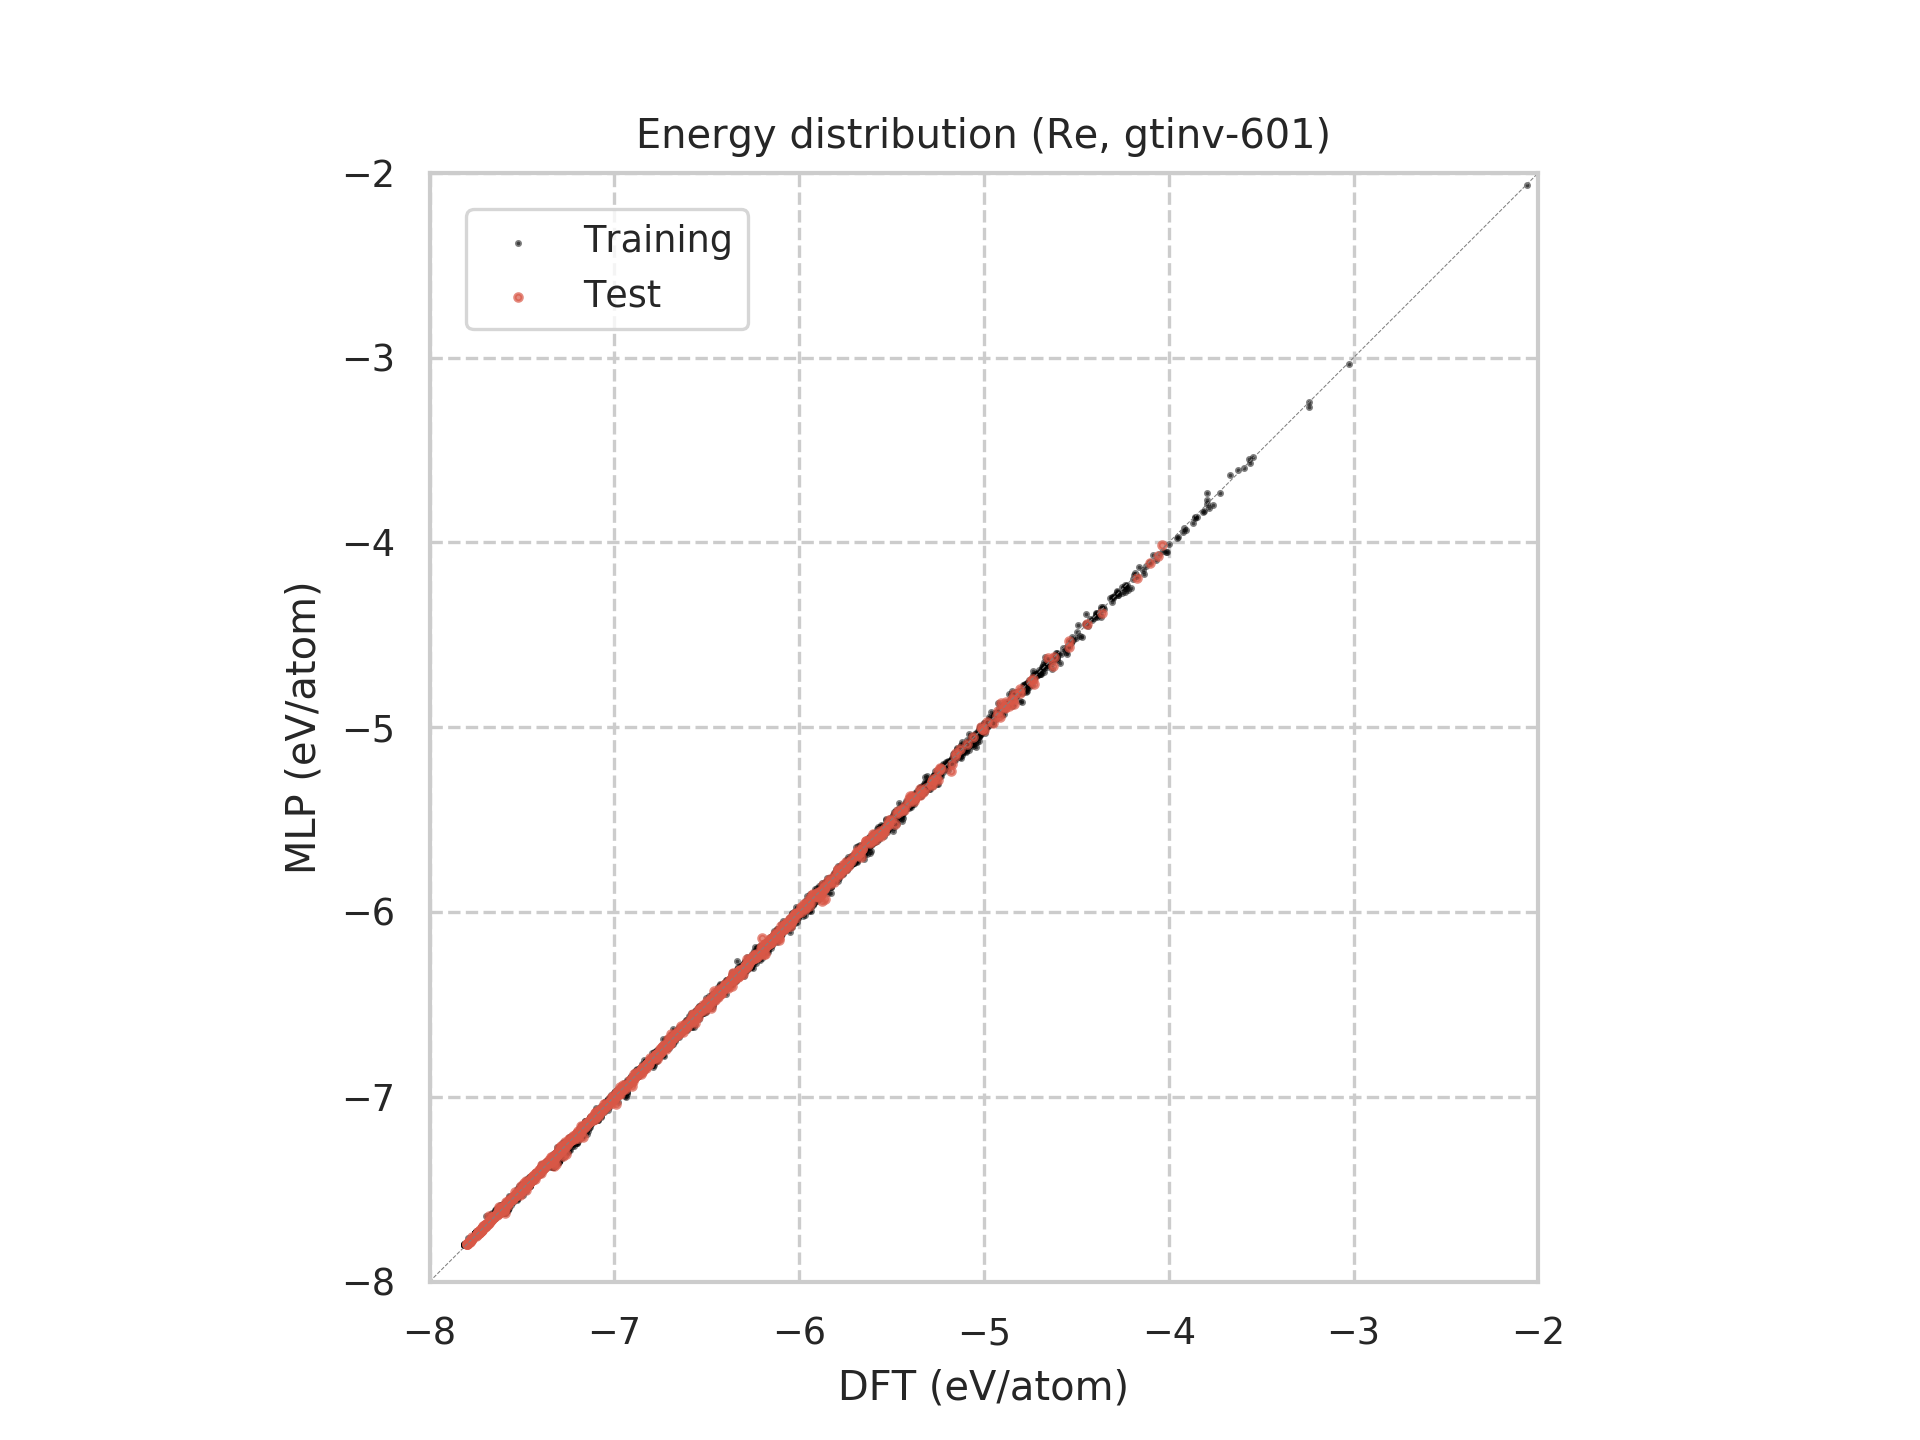 Energy distribution (Re, gtinv-601)
−2
−3
−4
−5
−6
−7
−8
Training
Test
MLP (eV/atom)
−8 −7 −6 −5 −4 −3 −2
DFT (eV/atom)